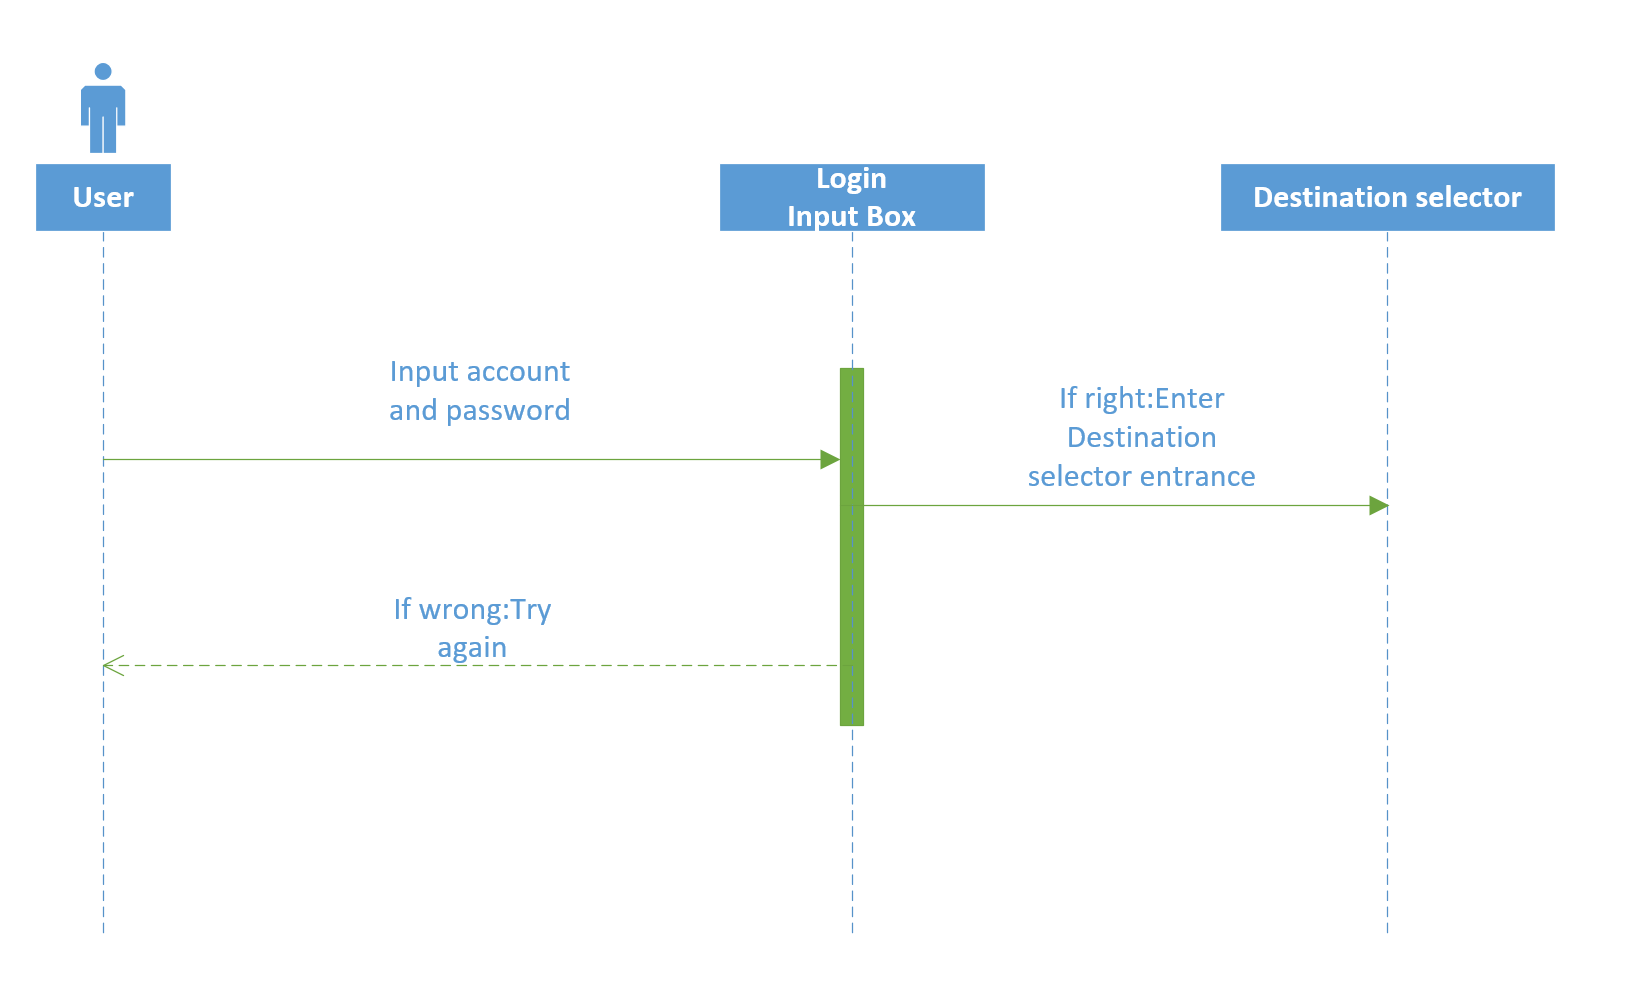 User
Login
Input Box
Destination selector
Input account
and password
If right:Enter
Destination
selector entrance
If wrong:Try
again